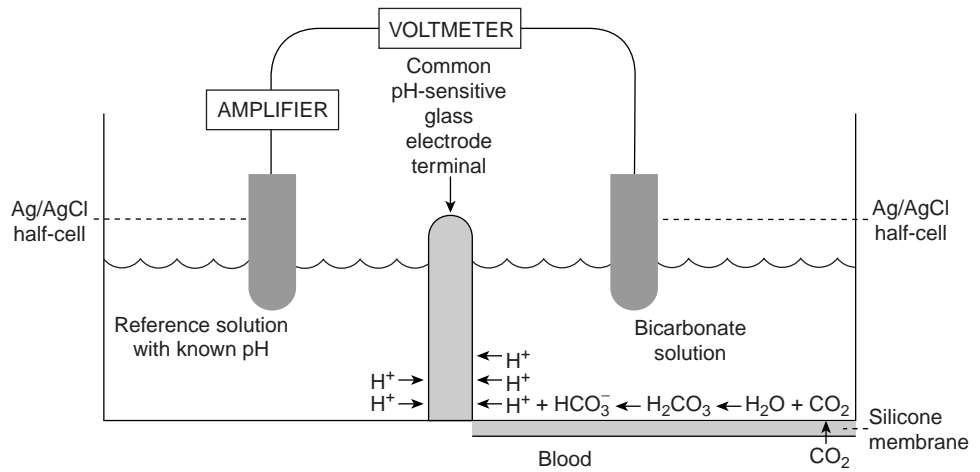 VOLTMETER
AMPLIFIER
Common
pH-sensitive
glass
electrode
terminal
Ag/AgCl
half-cell
Ag/AgCl
half-cell
Reference solution
with known pH
Bicarbonate
solution
H⁺
H⁺ H⁺
H⁺ H⁺ + HCO₃⁻ H₂CO₃ H₂O + CO₂
Silicone
membrane
Blood
CO₂